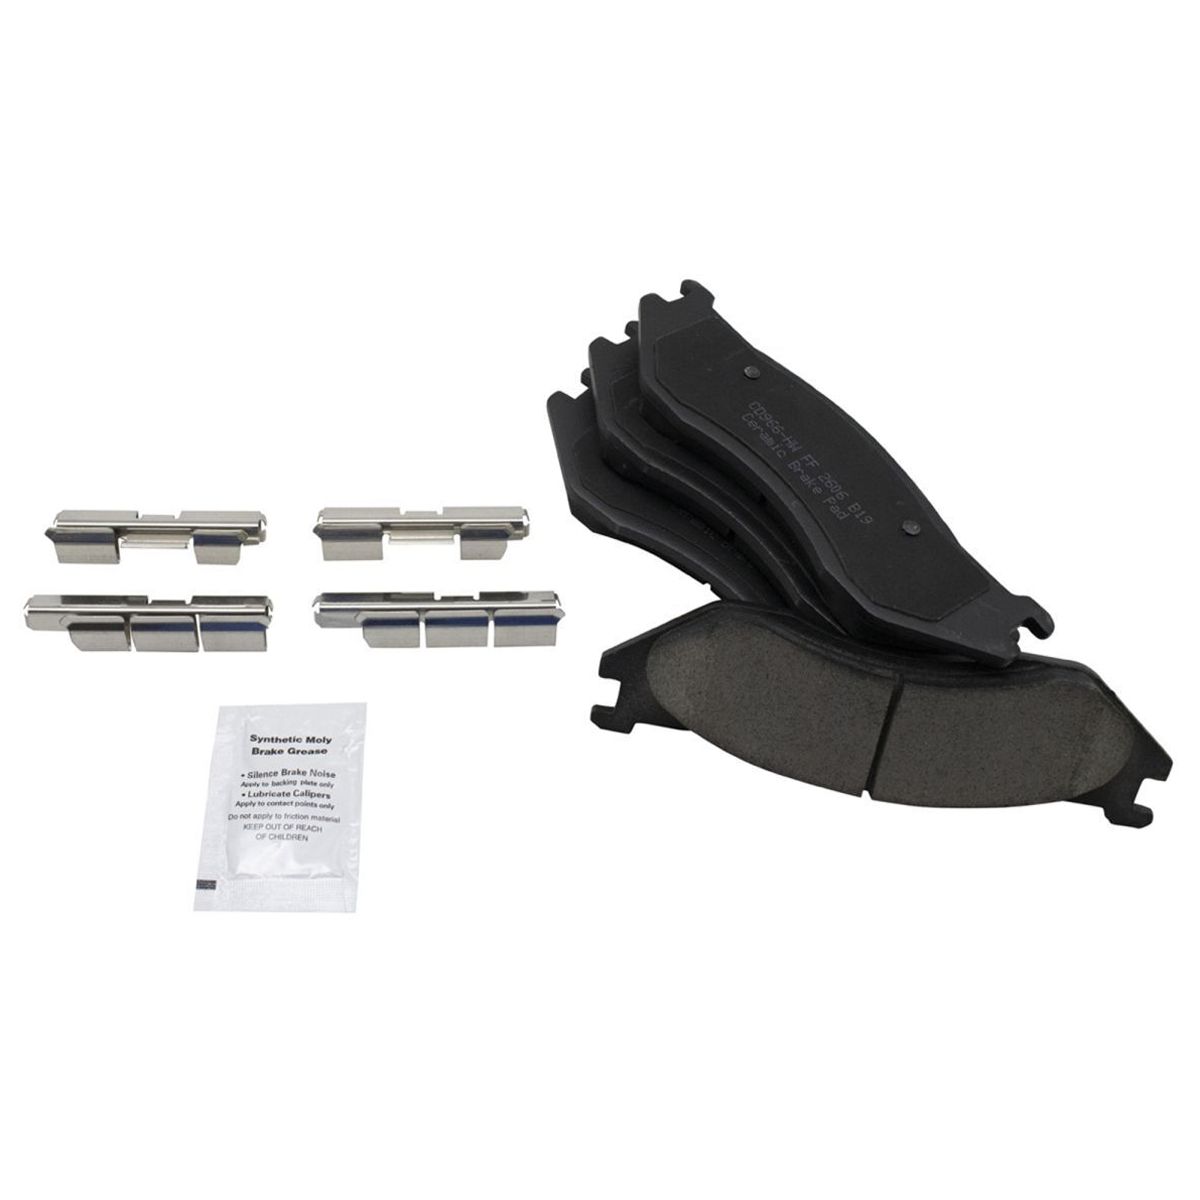 CD966-HW FF 2606 B19
Ceramic Brake Pad
Synthetic Moly
Brake Grease
• Silence Brake Noise
Apply to backing plate only
• Lubricate Calipers
Apply to contact points only
Do not apply to friction material
KEEP OUT OF REACH
OF CHILDREN